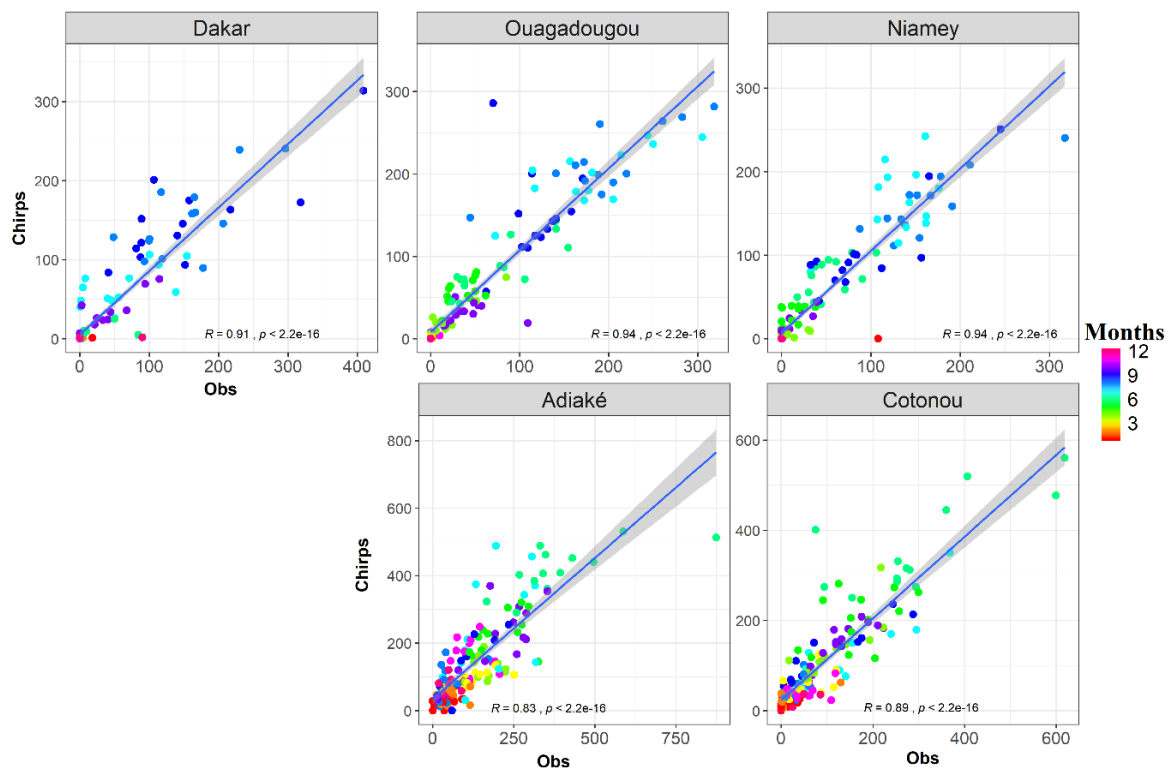 Dakar
Ouagadougou
Niamey
Chirps
300
200
100
0
R = 0.91 , p < 2.2e-16
0 100 200 300 400
Obs
300
200
100
0
R = 0.94 , p < 2.2e-16
0 100 200 300
300
200
100
0
R = 0.94 , p < 2.2e-16
0 100 200 300
Months
12
9
6
3
Adiaké
Cotonou
Chirps
800
600
400
200
0
R = 0.83 , p < 2.2e-16
0 250 500 750
Obs
600
400
200
0
R = 0.89 , p < 2.2e-16
0 200 400 600
Obs